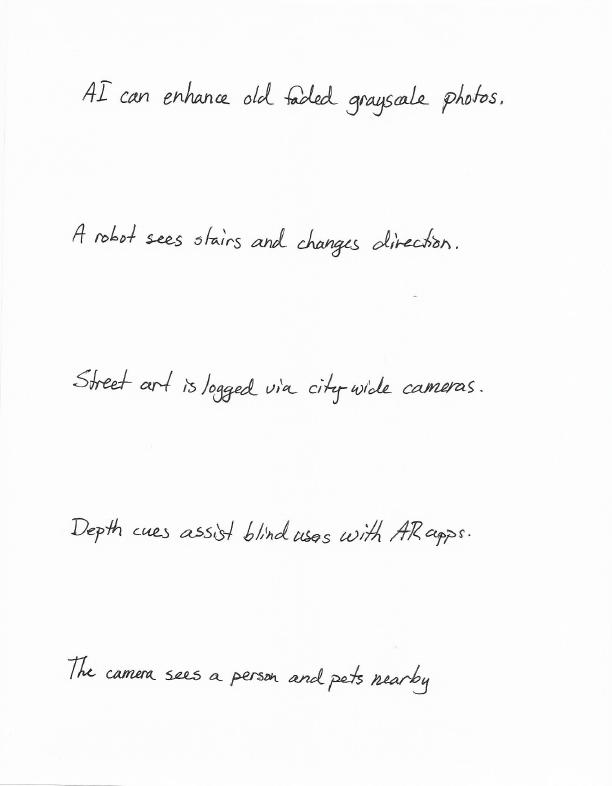 AI can enhance old faded grayscale photos.
A robot sees stairs and changes direction.
Street art is logged via city-wide cameras.
Depth cues assist blind uses with AR apps.
The camera sees a person and pets nearby